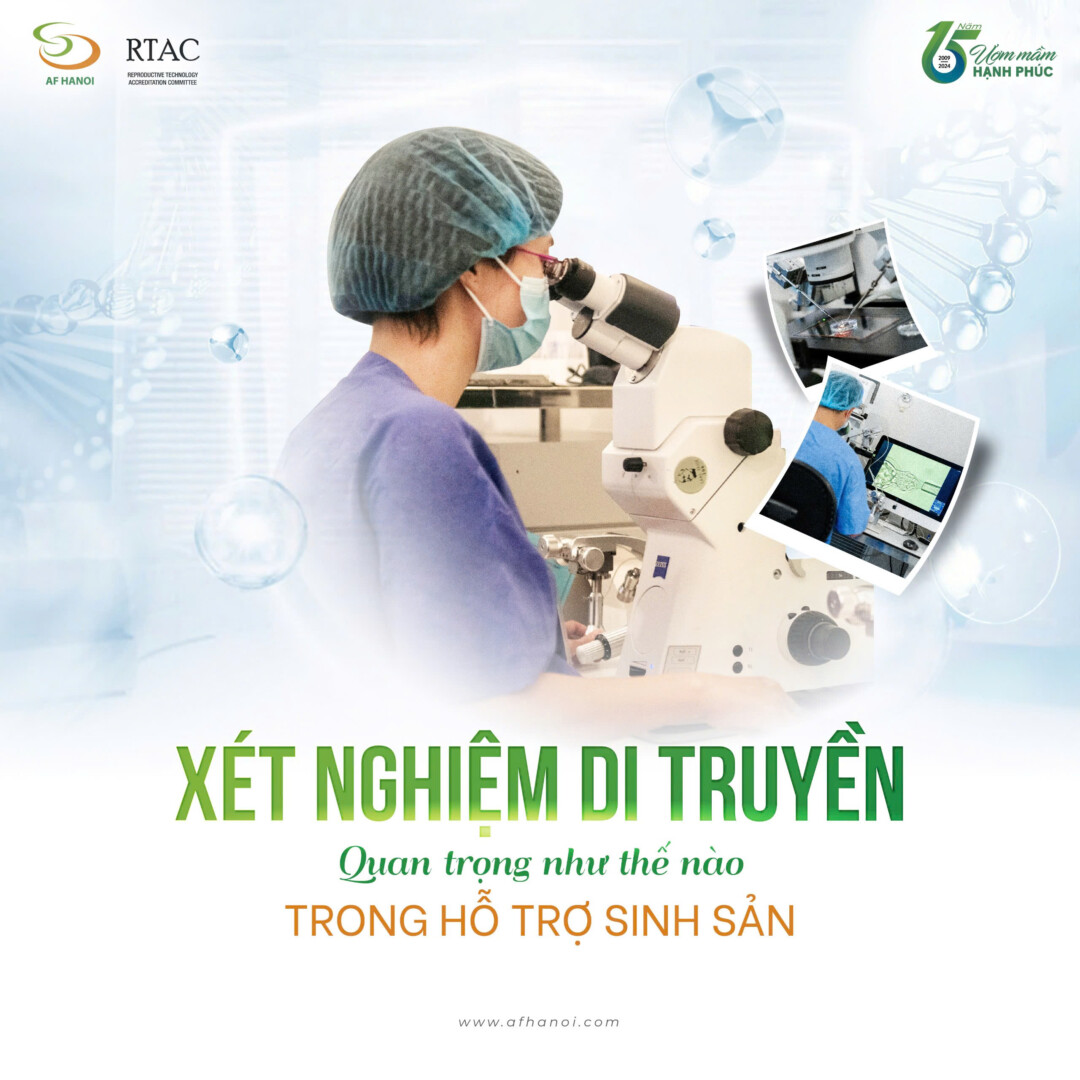 AF HANOI
RTAC
REPRODUCTIVE TECHNOLOGY
ACCREDITATION COMMITTEE
15 Năm
2009
2024
Ươm mầm
HẠNH PHÚC
ZEISS
XÉT NGHIỆM DI TRUYỀN
Quan trọng như thế nào
TRONG HỖ TRỢ SINH SẢN
www.afhanoi.com